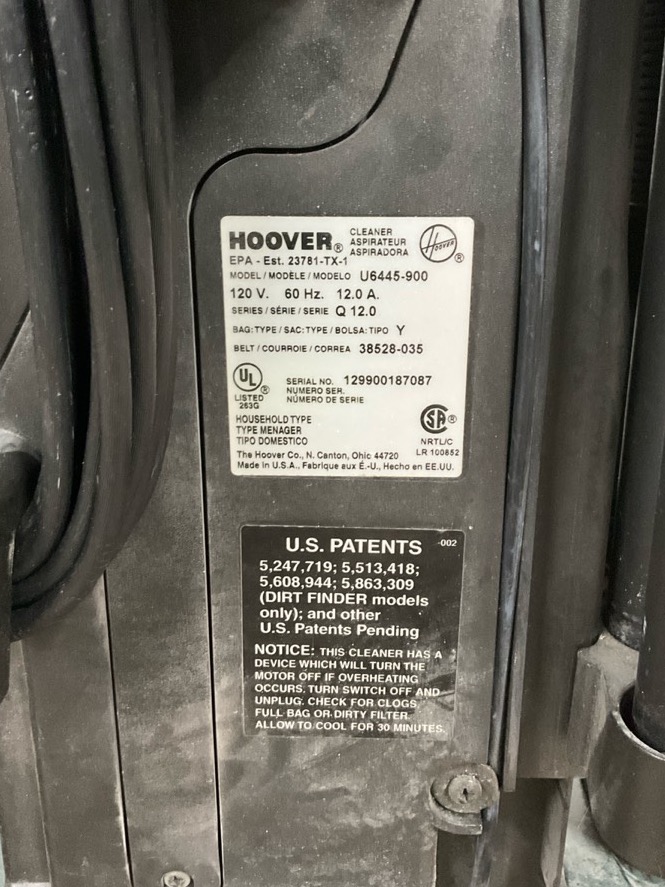 HOOVER® CLEANER
ASPIRATEUR
ASPIRADORA
HOOVER ®
EPA - Est. 23781-TX-1
MODEL / MODÈLE / MODELO U6445-900
120 V. 60 Hz. 12.0 A.
SERIES / SÉRIE / SERIE Q 12.0
BAG: TYPE / SAC: TYPE / BOLSA: TIPO Y
BELT / COURROIE / CORREA 38528-035
UL ®
LISTED
263G
SERIAL NO. 129900187087
NUMERO SER.
NÚMERO DE SERIE
HOUSEHOLD TYPE
TYPE MENAGER
TIPO DOMESTICO
SA ®
NRTL/C
LR 100852
The Hoover Co., N. Canton, Ohio 44720
Made in U.S.A., Fabrique aux É.-U., Hecho en EE.UU.
U.S. PATENTS -002
5,247,719; 5,513,418;
5,608,944; 5,863,309
(DIRT FINDER models
only); and other
U.S. Patents Pending
NOTICE: THIS CLEANER HAS A
DEVICE WHICH WILL TURN THE
MOTOR OFF IF OVERHEATING
OCCURS. TURN SWITCH OFF AND
UNPLUG. CHECK FOR CLOGS,
FULL BAG OR DIRTY FILTER.
ALLOW TO COOL FOR 30 MINUTES.